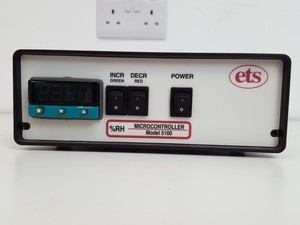 INCR DECR POWER
GREEN RED
ets
%RH MICROCONTROLLER
Model 5100